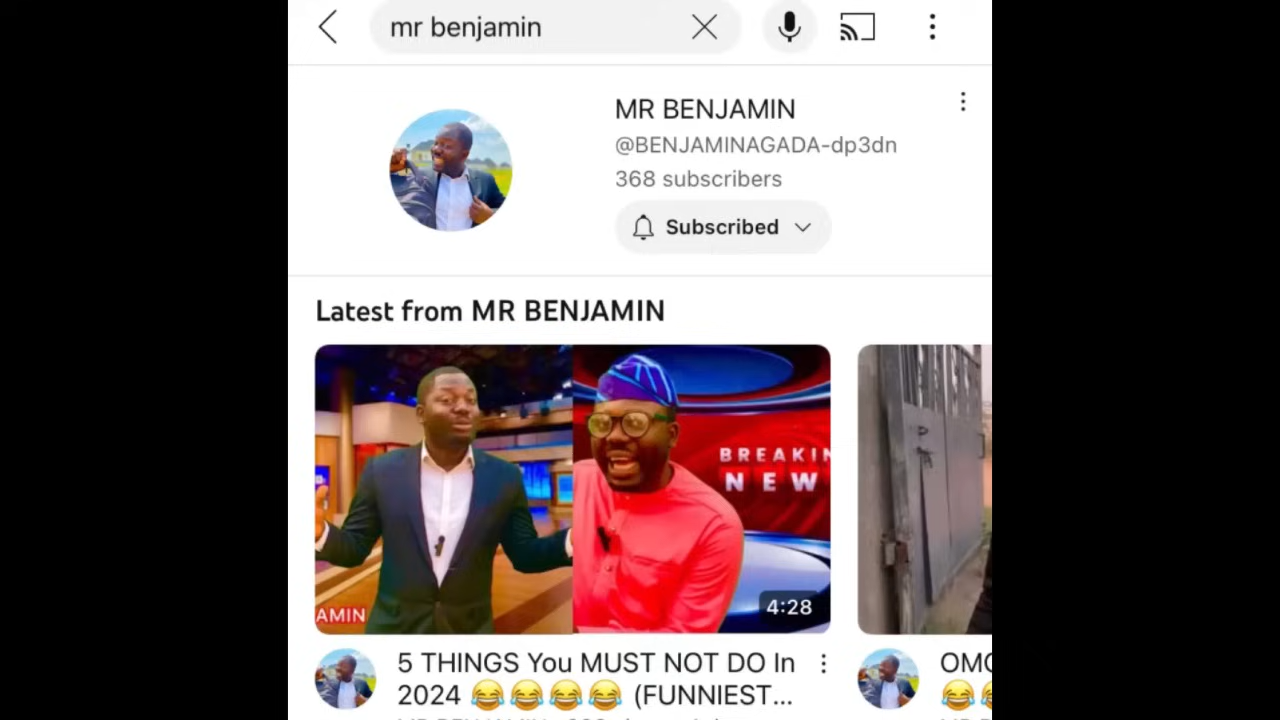 mr benjamin
MR BENJAMIN
@BENJAMINAGADA-dp3dn
368 subscribers
Subscribed
Latest from MR BENJAMIN
BREAKIN
NEW
AMIN
4:28
5 THINGS You MUST NOT DO In
2024 😂😂😂😂 (FUNNIEST...
OMG
😂